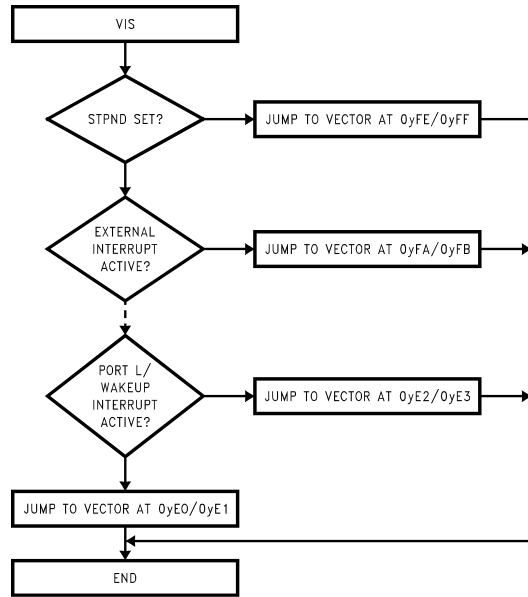 VIS
STPND SET?
JUMP TO VECTOR AT 0yFE/0yFF
EXTERNAL
INTERRUPT
ACTIVE?
JUMP TO VECTOR AT 0yFA/0yFB
PORT L/
WAKEUP
INTERRUPT
ACTIVE?
JUMP TO VECTOR AT 0yE2/0yE3
JUMP TO VECTOR AT 0yE0/0yE1
END